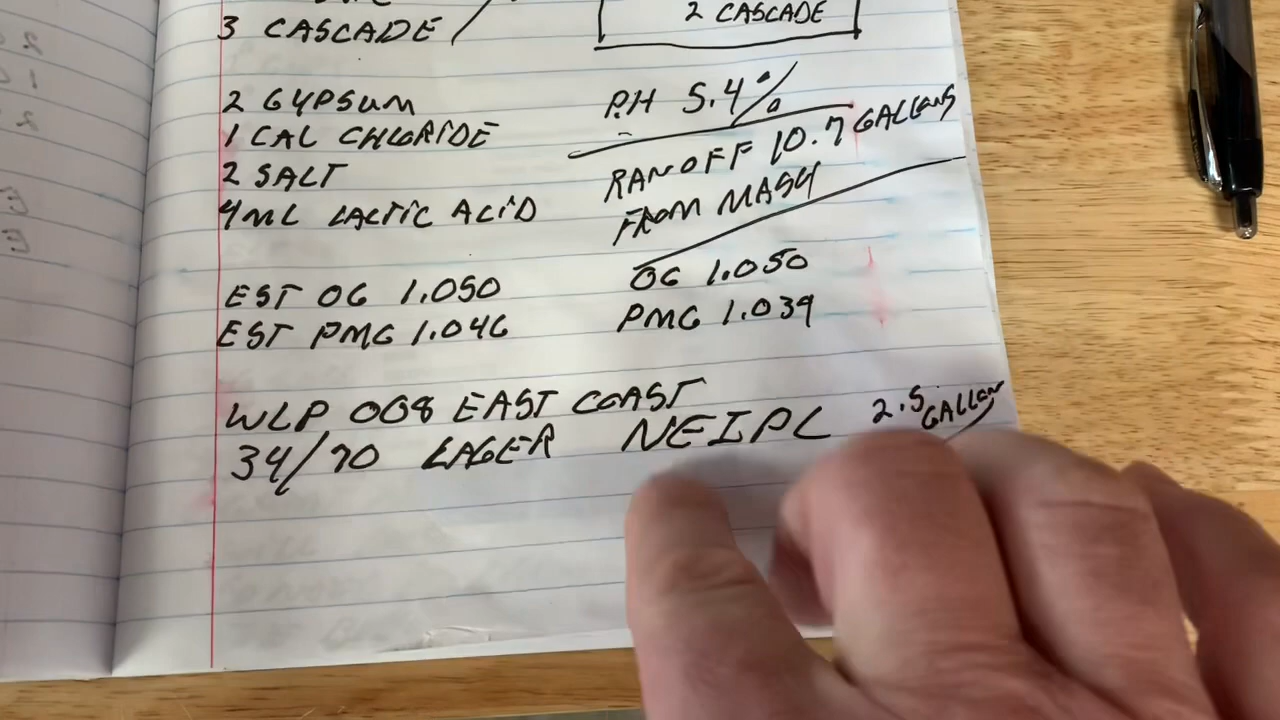 3 CASCADE /
2 CASCADE
2 GYPSUM
1 CAL CHLORIDE
2 SALT
4ML LACTIC ACID
PH 5.4%
RANOFF 10.7 GALLONS
FROM MASH
EST OG 1.050
EST PMG 1.046
OG 1.050
PMG 1.039
WLP 008 EAST COAST
34/70 LAGER NEIPL 2.5
GALLON